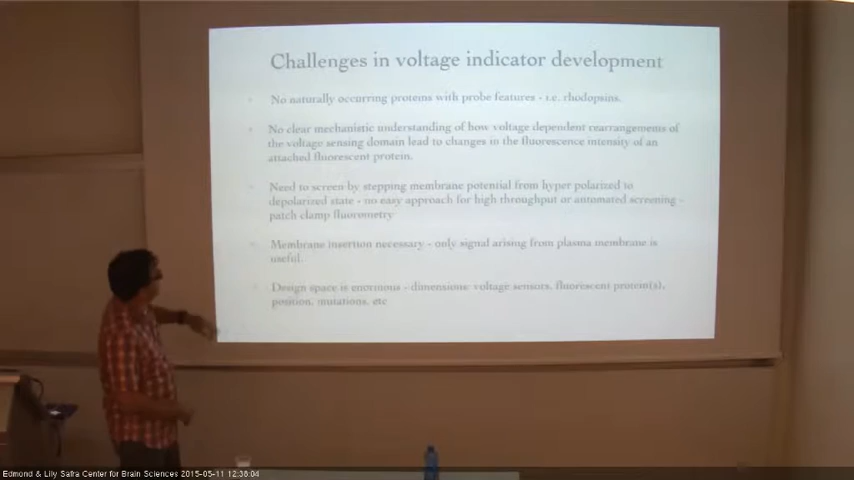 Challenges in voltage indicator development
No naturally occurring proteins with probe features - i.e. rhodopsins.
No clear mechanistic understanding of how voltage dependent rearrangements of
the voltage sensing domain lead to changes in the fluorescence intensity of an
attached fluorescent protein.
Need to screen by stepping membrane potential from hyper polarized to
depolarized state - no easy approach for high throughput or automated screening -
patch clamp fluorometry
Membrane insertion necessary - only signal arising from plasma membrane is
useful.
Design space is enormous - dimensions: voltage sensors, fluorescent protein(s),
position, mutations, etc
Edmond & Lily Safra Center for Brain Sciences 2015-05-11 12:38:04